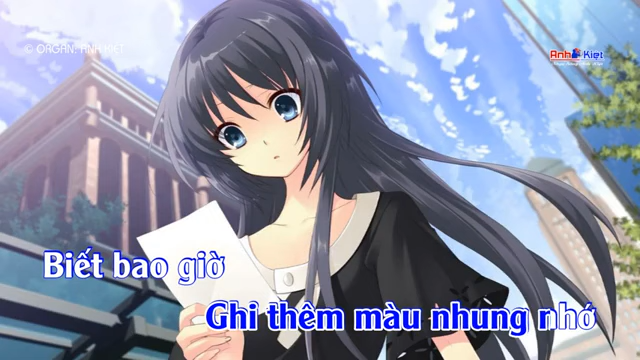 © ORGAN: ANH KIỆT
Anh Kiệt
Biết bao giờ
Ghi thêm màu nhung nhớ